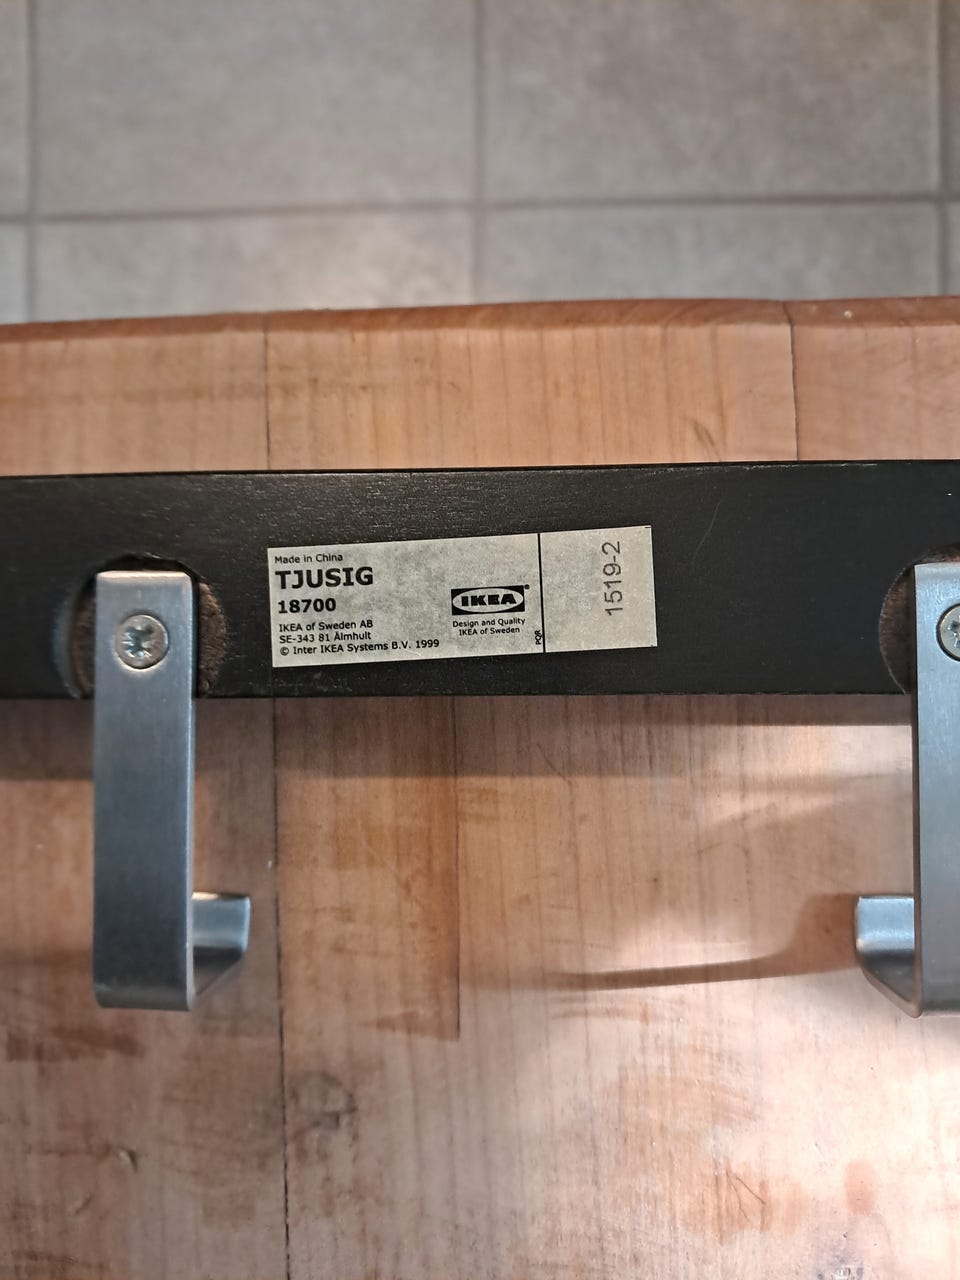 Made in China
TJUSIG
18700
IKEA of Sweden AB
SE-343 81 Älmhult
© Inter IKEA Systems B.V. 1999
IKEA®
Design and Quality
IKEA of Sweden
PQR
1519-2